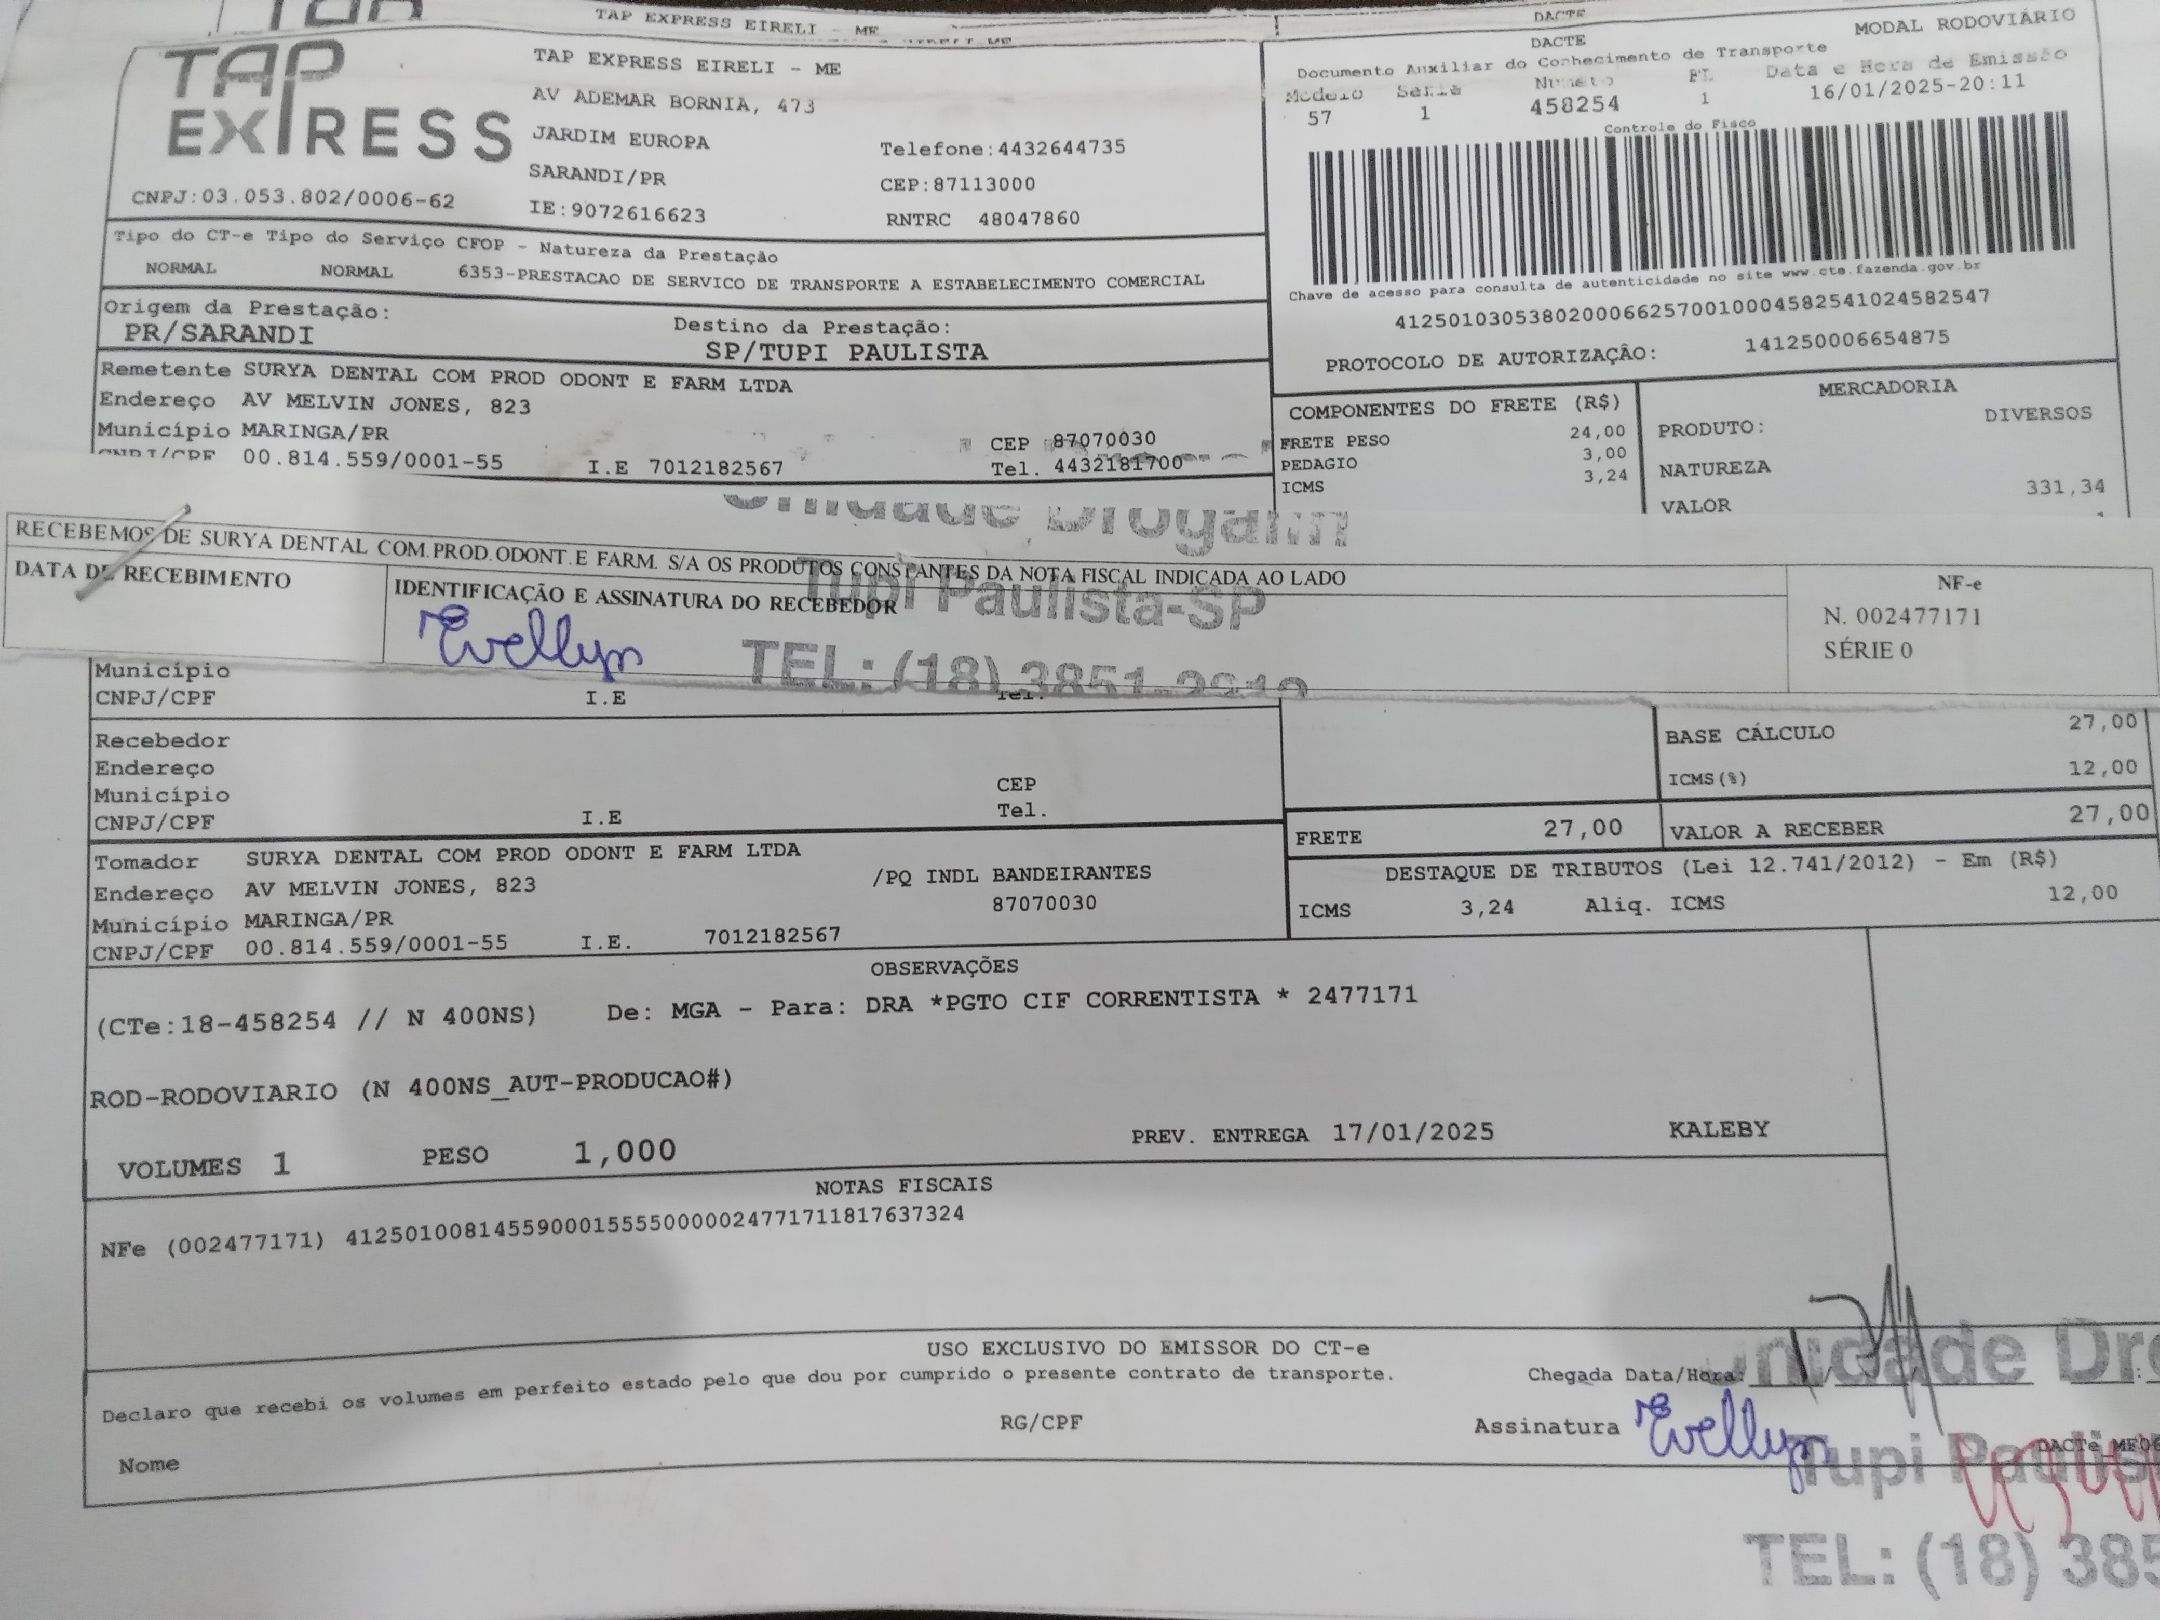 TAP EXPRESS EIRELI - ME
DACTE
TAP EXPRESS
CNPJ:03.053.802/0006-62
TAP EXPRESS EIRELI - ME
AV ADEMAR BORNIA, 473
JARDIM EUROPA
SARANDI/PR
IE:9072616623
Telefone:4432644735
CEP:87113000
RNTRC 48047860
DACTE
MODAL RODOVIÁRIO
Documento Auxiliar do Conhecimento de Transporte
Modelo Serie Numero FL Data e Hora de Emissão
57 1 458254 1 16/01/2025-20:11
Controle do Fisco
Chave de acesso para consulta de autenticidade no site www.cte.fazenda.gov.br
41250103053802000662570010004582541024582547
PROTOCOLO DE AUTORIZAÇÃO: 141250006654875
Tipo do CT-e Tipo do Serviço CFOP - Natureza da Prestação
NORMAL NORMAL 6353-PRESTACAO DE SERVICO DE TRANSPORTE A ESTABELECIMENTO COMERCIAL
Origem da Prestação:
PR/SARANDI
Destino da Prestação:
SP/TUPI PAULISTA
Remetente SURYA DENTAL COM PROD ODONT E FARM LTDA
Endereço AV MELVIN JONES, 823
Município MARINGA/PR CEP 87070030
CNPJ/CPF 00.814.559/0001-55 I.E 7012182567 Tel. 4432181700
COMPONENTES DO FRETE (R$)
FRETE PESO 24,00
PEDAGIO 3,00
ICMS 3,24
MERCADORIA
PRODUTO: DIVERSOS
NATUREZA
VALOR 331,34
Unidade Drogalin
Tupi Paulista-SP
TEL: (18) 3851-2912
RECEBEMOS DE SURYA DENTAL COM.PROD.ODONT.E FARM. S/A OS PRODUTOS CONSTANTES DA NOTA FISCAL INDICADA AO LADO
DATA DE RECEBIMENTO
IDENTIFICAÇÃO E ASSINATURA DO RECEBEDOR
Evellyn
NF-e
N. 002477171
SÉRIE 0
Município
CNPJ/CPF I.E Tel.
Recebedor
Endereço
Município CEP
CNPJ/CPF I.E Tel.
BASE CÁLCULO 27,00
ICMS(%) 12,00
FRETE 27,00 VALOR A RECEBER 27,00
Tomador SURYA DENTAL COM PROD ODONT E FARM LTDA
Endereço AV MELVIN JONES, 823 /PQ INDL BANDEIRANTES
Município MARINGA/PR 87070030
CNPJ/CPF 00.814.559/0001-55 I.E. 7012182567
DESTAQUE DE TRIBUTOS (Lei 12.741/2012) - Em (R$)
ICMS 3,24 Aliq. ICMS 12,00
OBSERVAÇÕES
(CTe:18-458254 // N 400NS) De: MGA - Para: DRA *PGTO CIF CORRENTISTA * 2477171
ROD-RODOVIARIO (N 400NS_AUT-PRODUCAO#)
VOLUMES 1 PESO 1,000 PREV. ENTREGA 17/01/2025 KALEBY
NOTAS FISCAIS
NFe (002477171) 41250100814559000155550000024771711817637324
USO EXCLUSIVO DO EMISSOR DO CT-e
Declaro que recebi os volumes em perfeito estado pelo que dou por cumprido o presente contrato de transporte.
Chegada Data/Hora:
Nome RG/CPF Assinatura Evellyn
Unidade Dro
Tupi Paulis
TEL: (18) 385